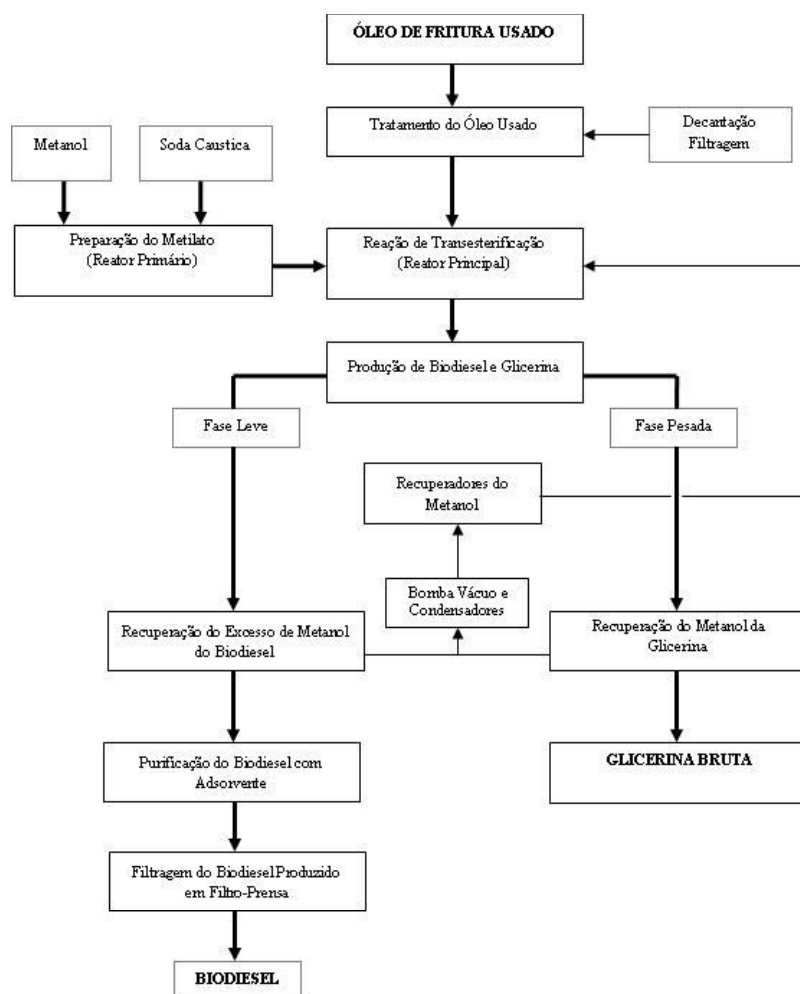 ÓLEO DE FRITURA USADO
Tratamento do Óleo Usado
Decantação
Filtragem
Metanol
Soda Caustica
Preparação do Metilato
(Reator Primário)
Reação de Transesterificação
(Reator Principal)
Produção de Biodiesel e Glicerina
Fase Leve
Fase Pesada
Recuperadores do
Metanol
Bomba Vácuo e
Condensadores
Recuperação do Excesso de Metanol
do Biodiesel
Recuperação do Metanol da
Glicerina
Purificação do Biodiesel com
Adsorvente
GLICERINA BRUTA
Filtragem do Biodiesel Produzido
em Filtro-Prensa
BIODIESEL